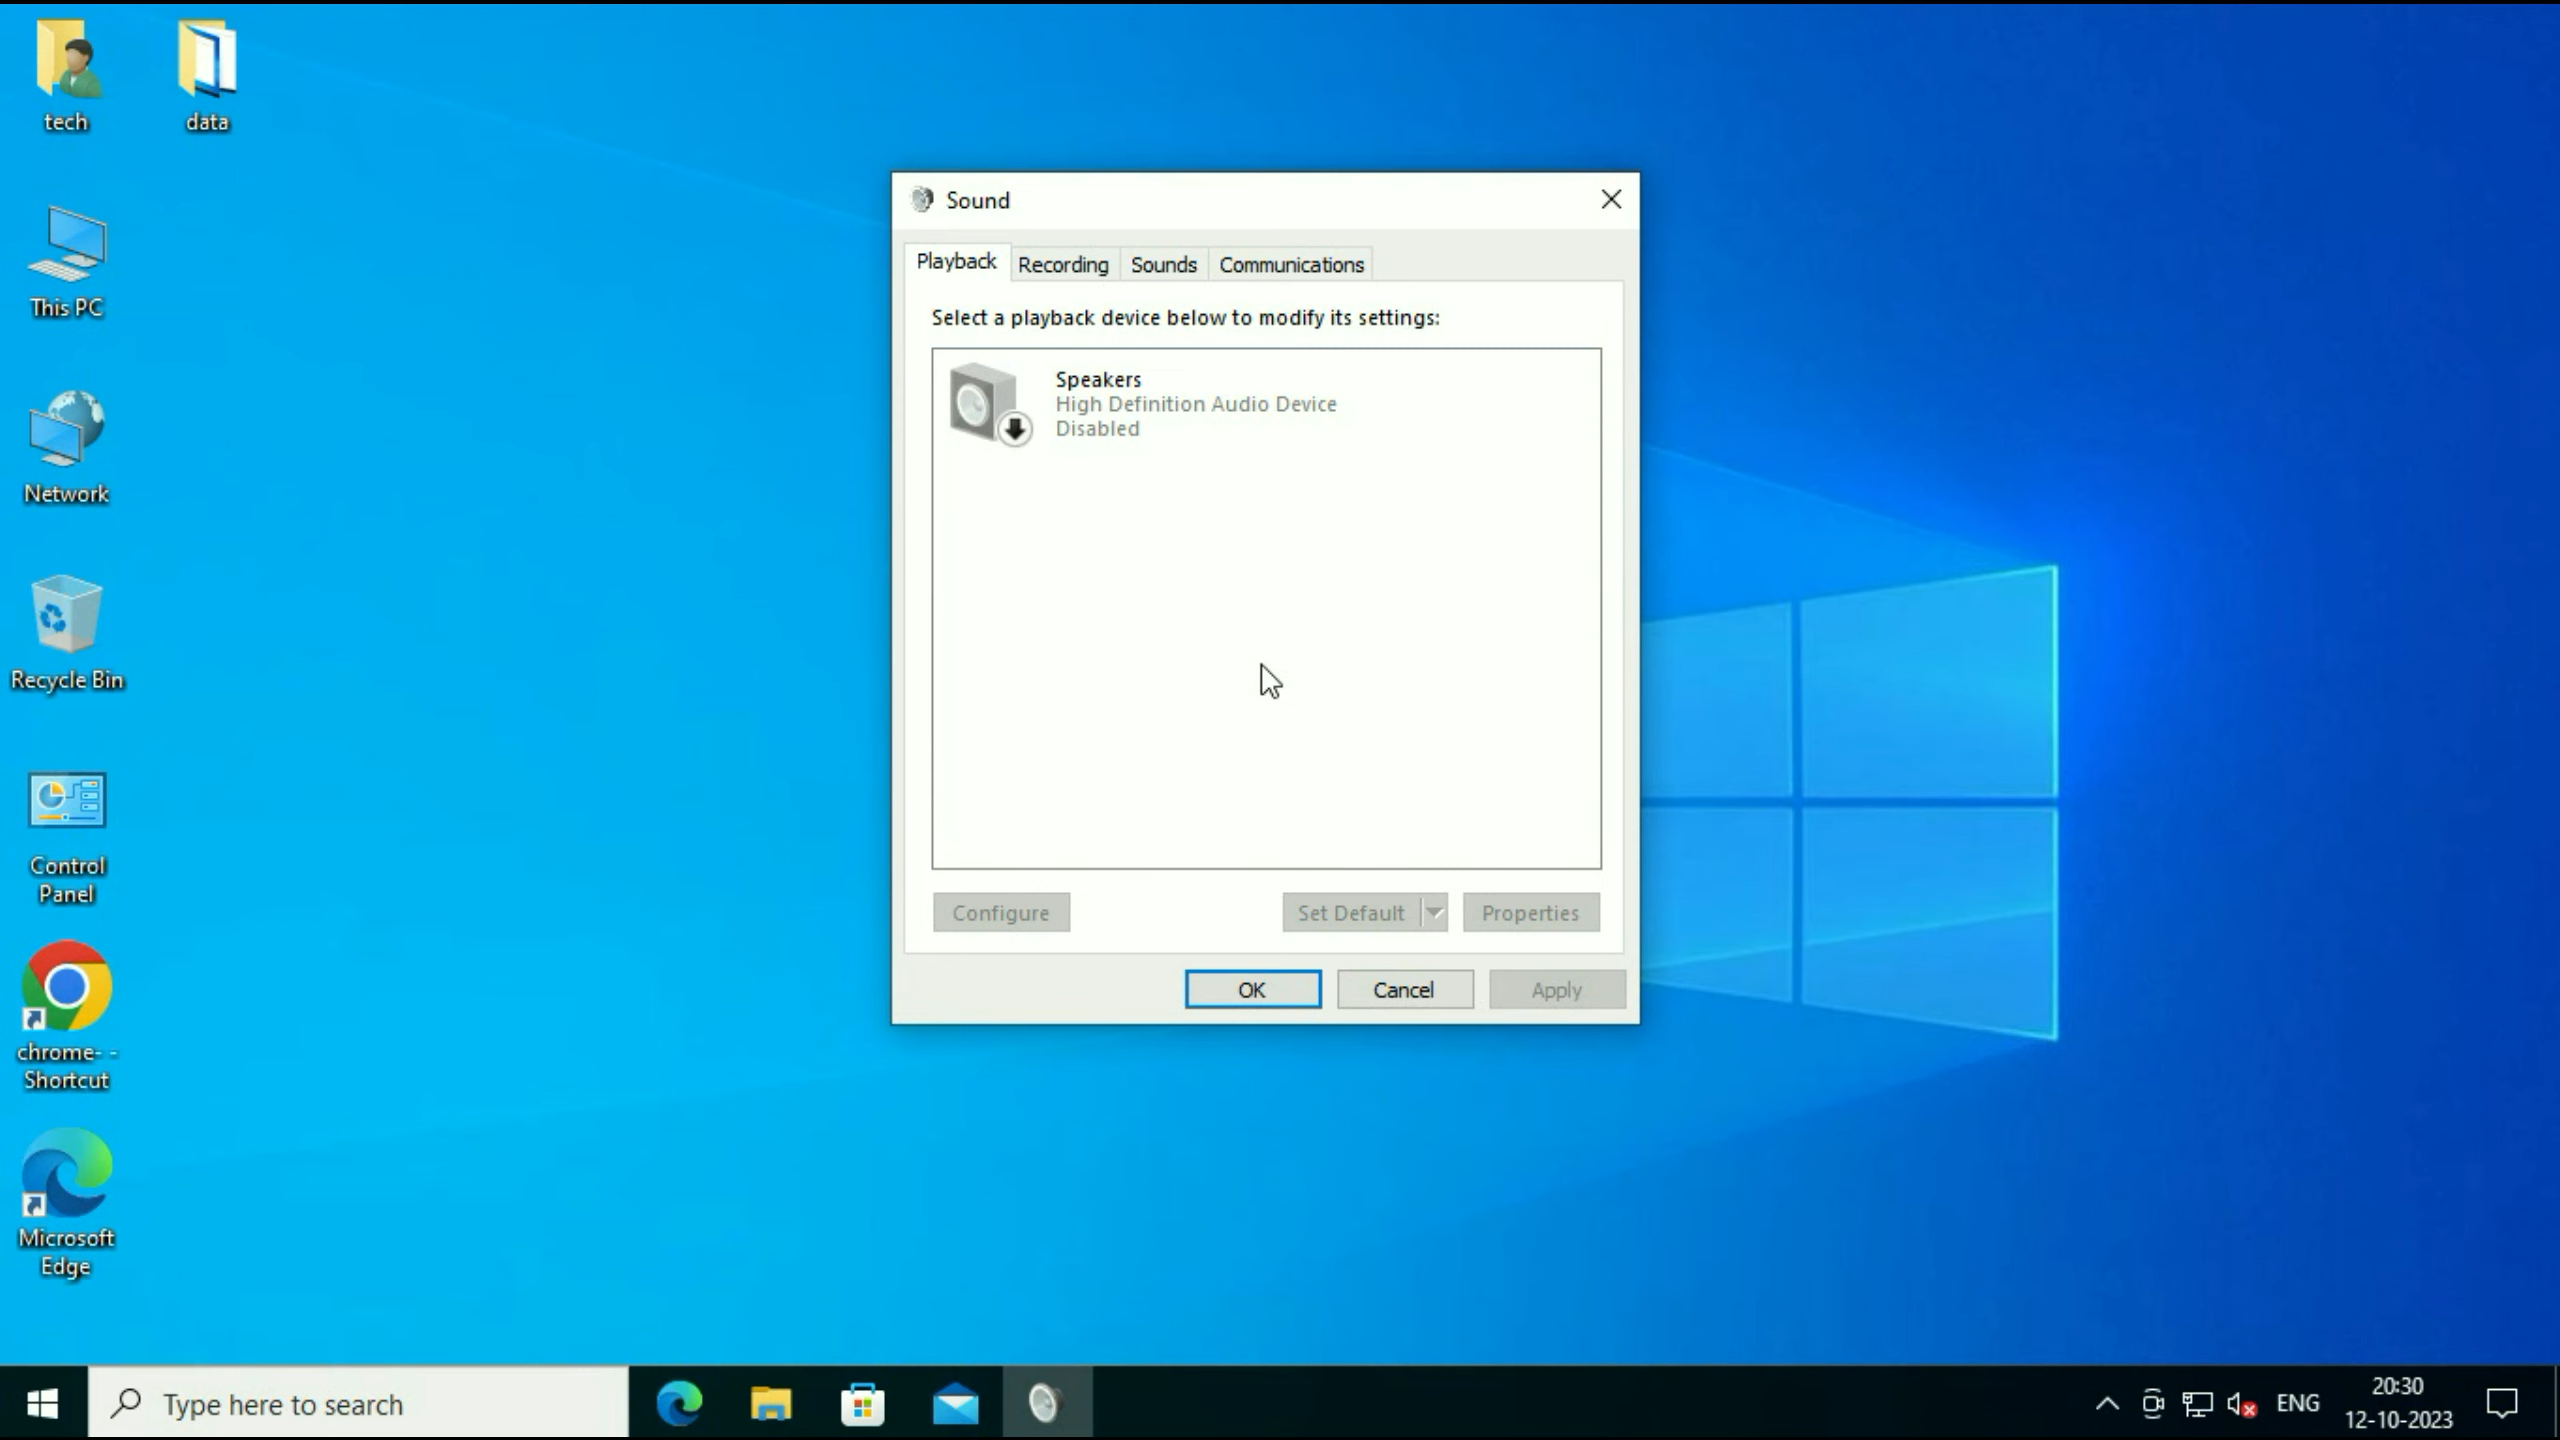 tech
data
This PC
Network
Recycle Bin
Control
Panel
chrome- -
Shortcut
Microsoft
Edge
Sound
Playback
Recording
Sounds
Communications
Select a playback device below to modify its settings:
Speakers
High Definition Audio Device
Disabled
Configure
Set Default
Properties
OK
Cancel
Apply
Type here to search
ENG
20:30
12-10-2023